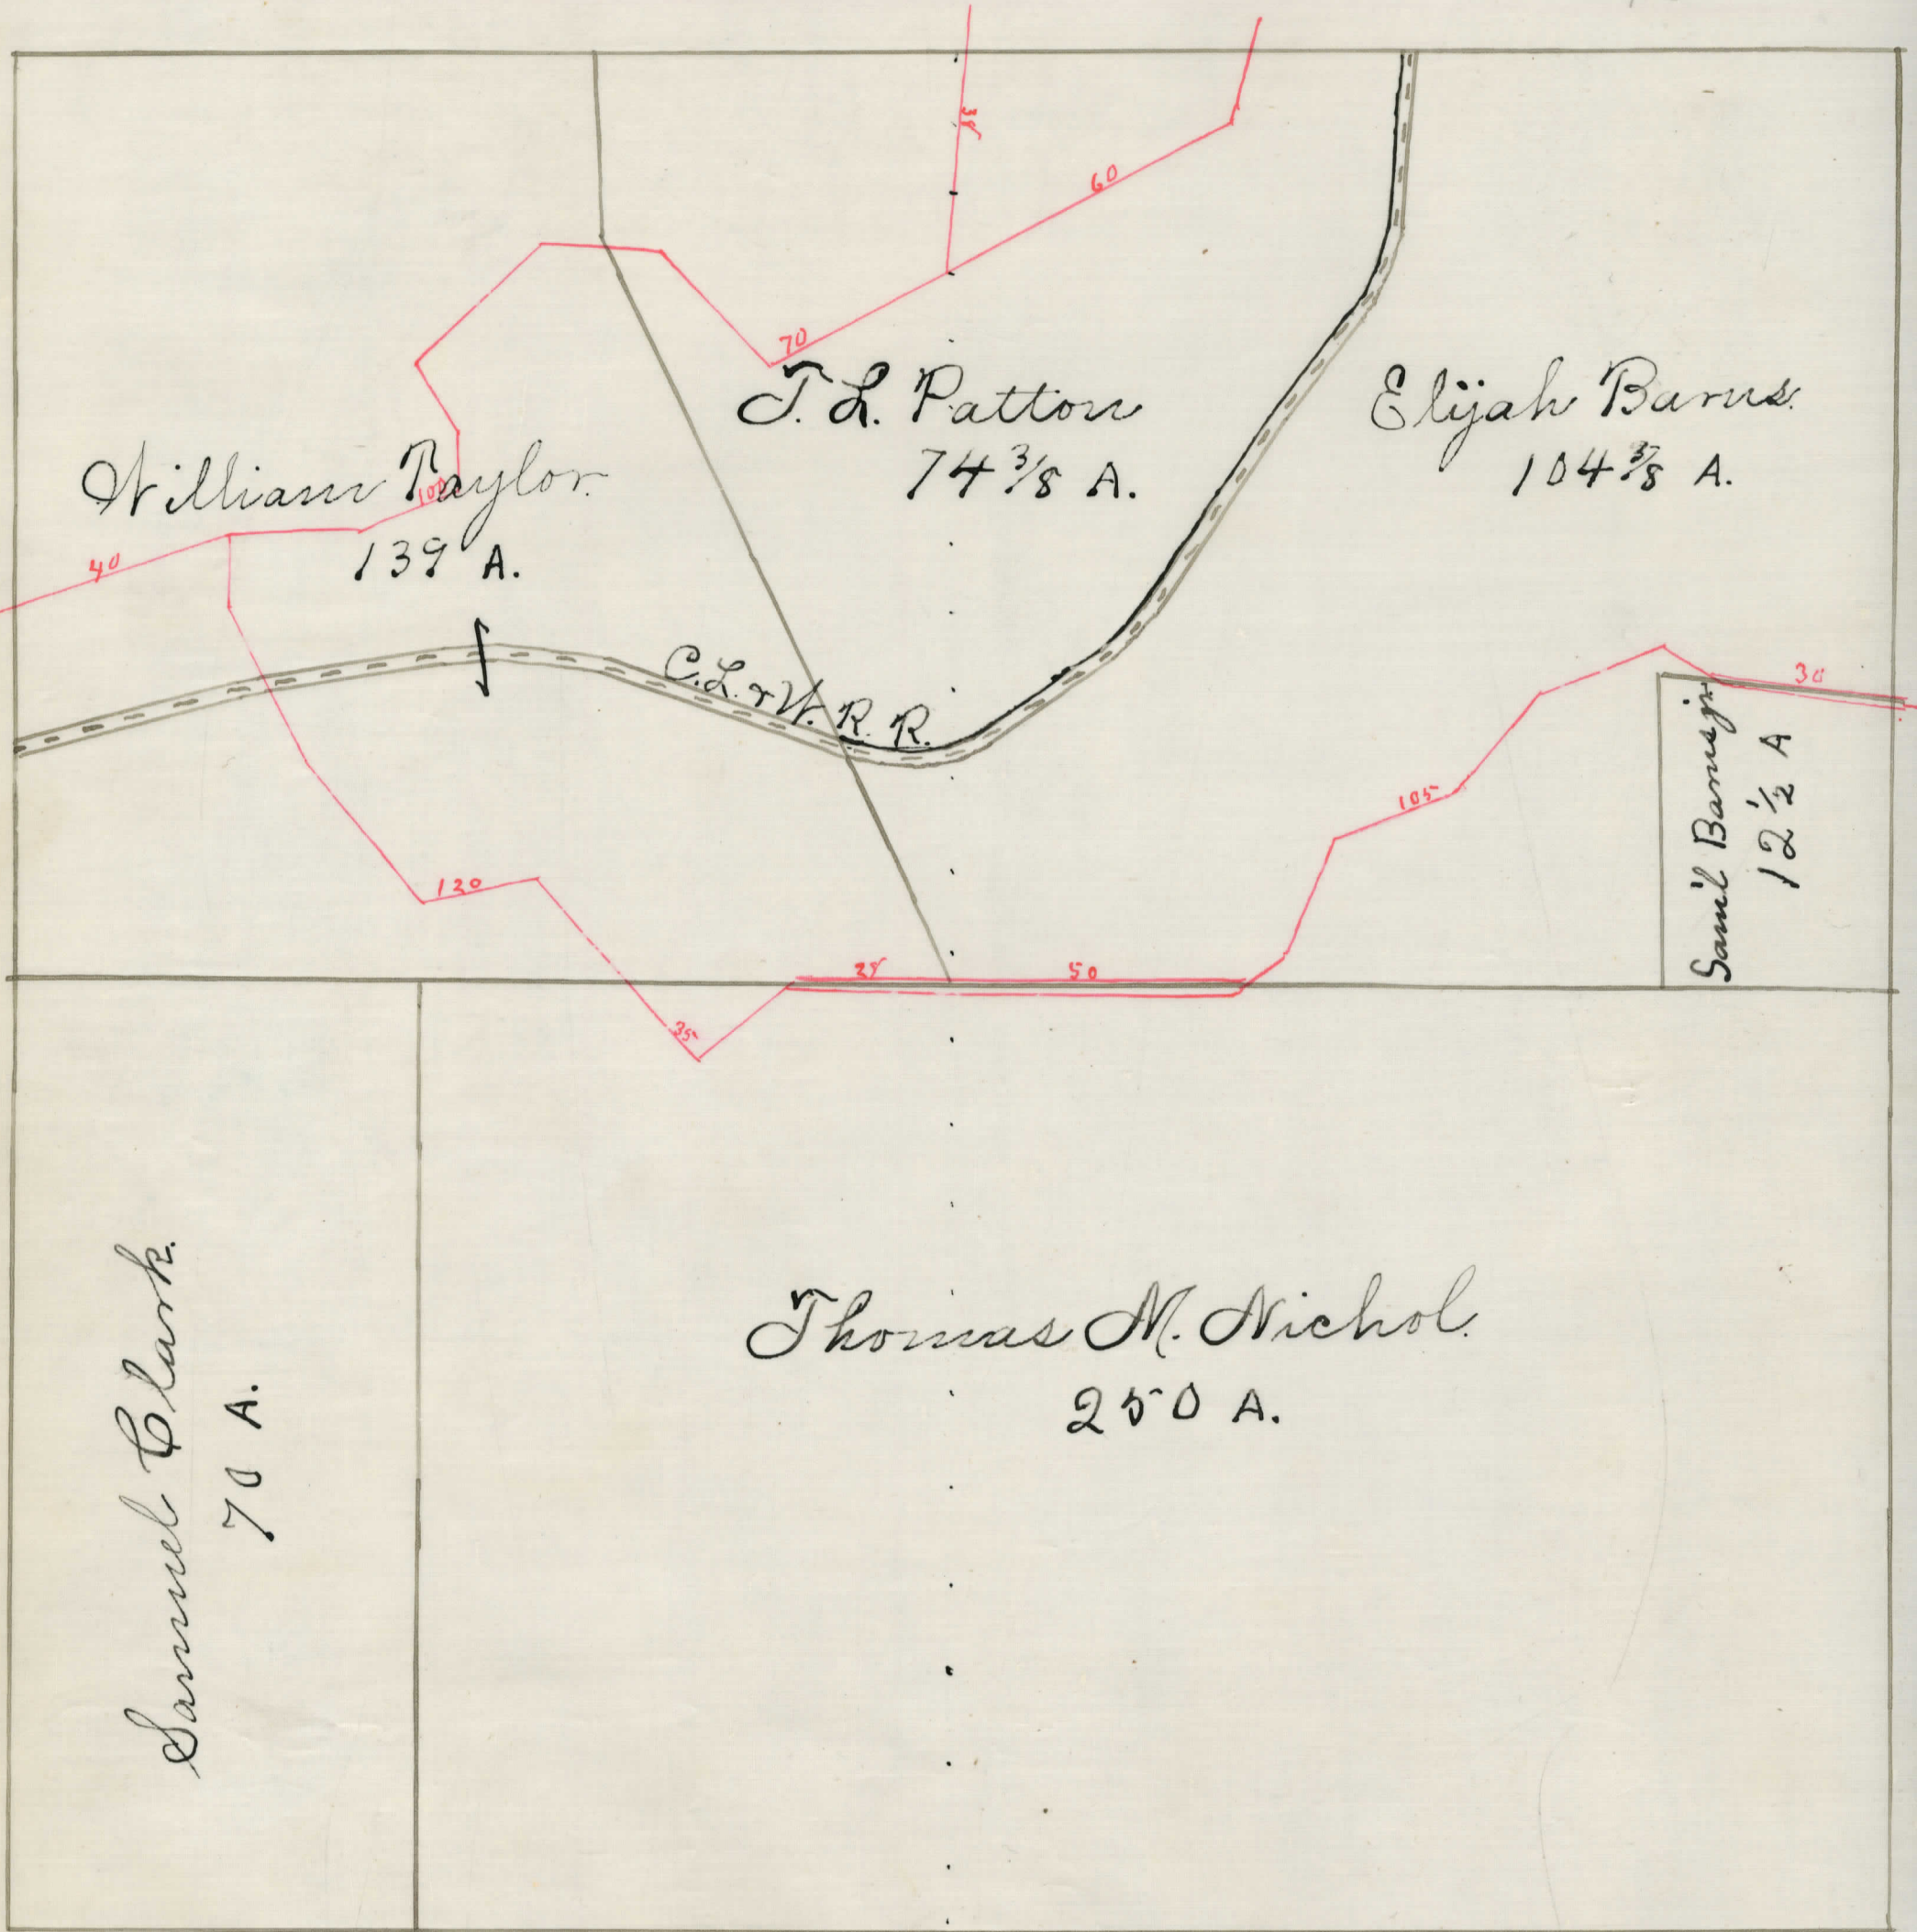 60
70
T. L. Patton
74 3/8 A.
Elijah Barns.
104 3/8 A.
William Taylor.
100
139 A.
40
C. L. & W. R. R.
30
Sam'l Barns jr.
12 1/2 A
105
120
25
50
35
Thomas M. Nichol.
250 A.
Samuel Clark.
70 A.